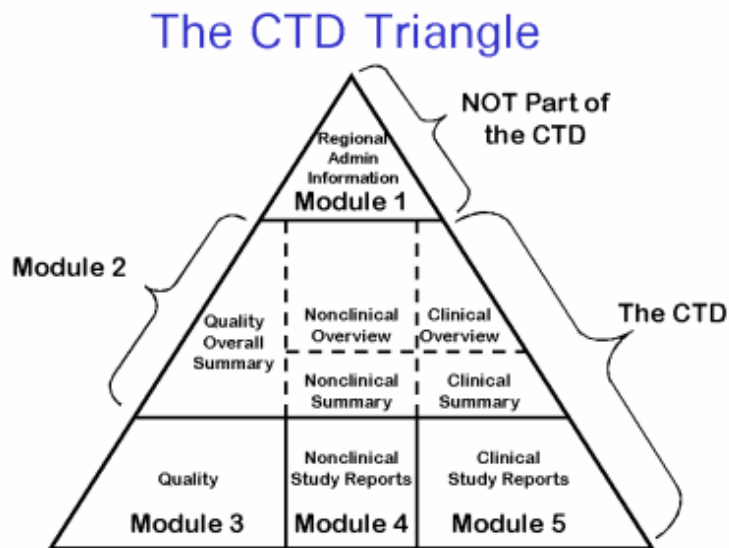 The CTD Triangle
NOT Part of
the CTD
Regional
Admin
Information
Module 1
Module 2
The CTD
Quality
Overall
Summary
Nonclinical
Overview
Clinical
Overview
Nonclinical
Summary
Clinical
Summary
Quality
Module 3
Nonclinical
Study Reports
Module 4
Clinical
Study Reports
Module 5